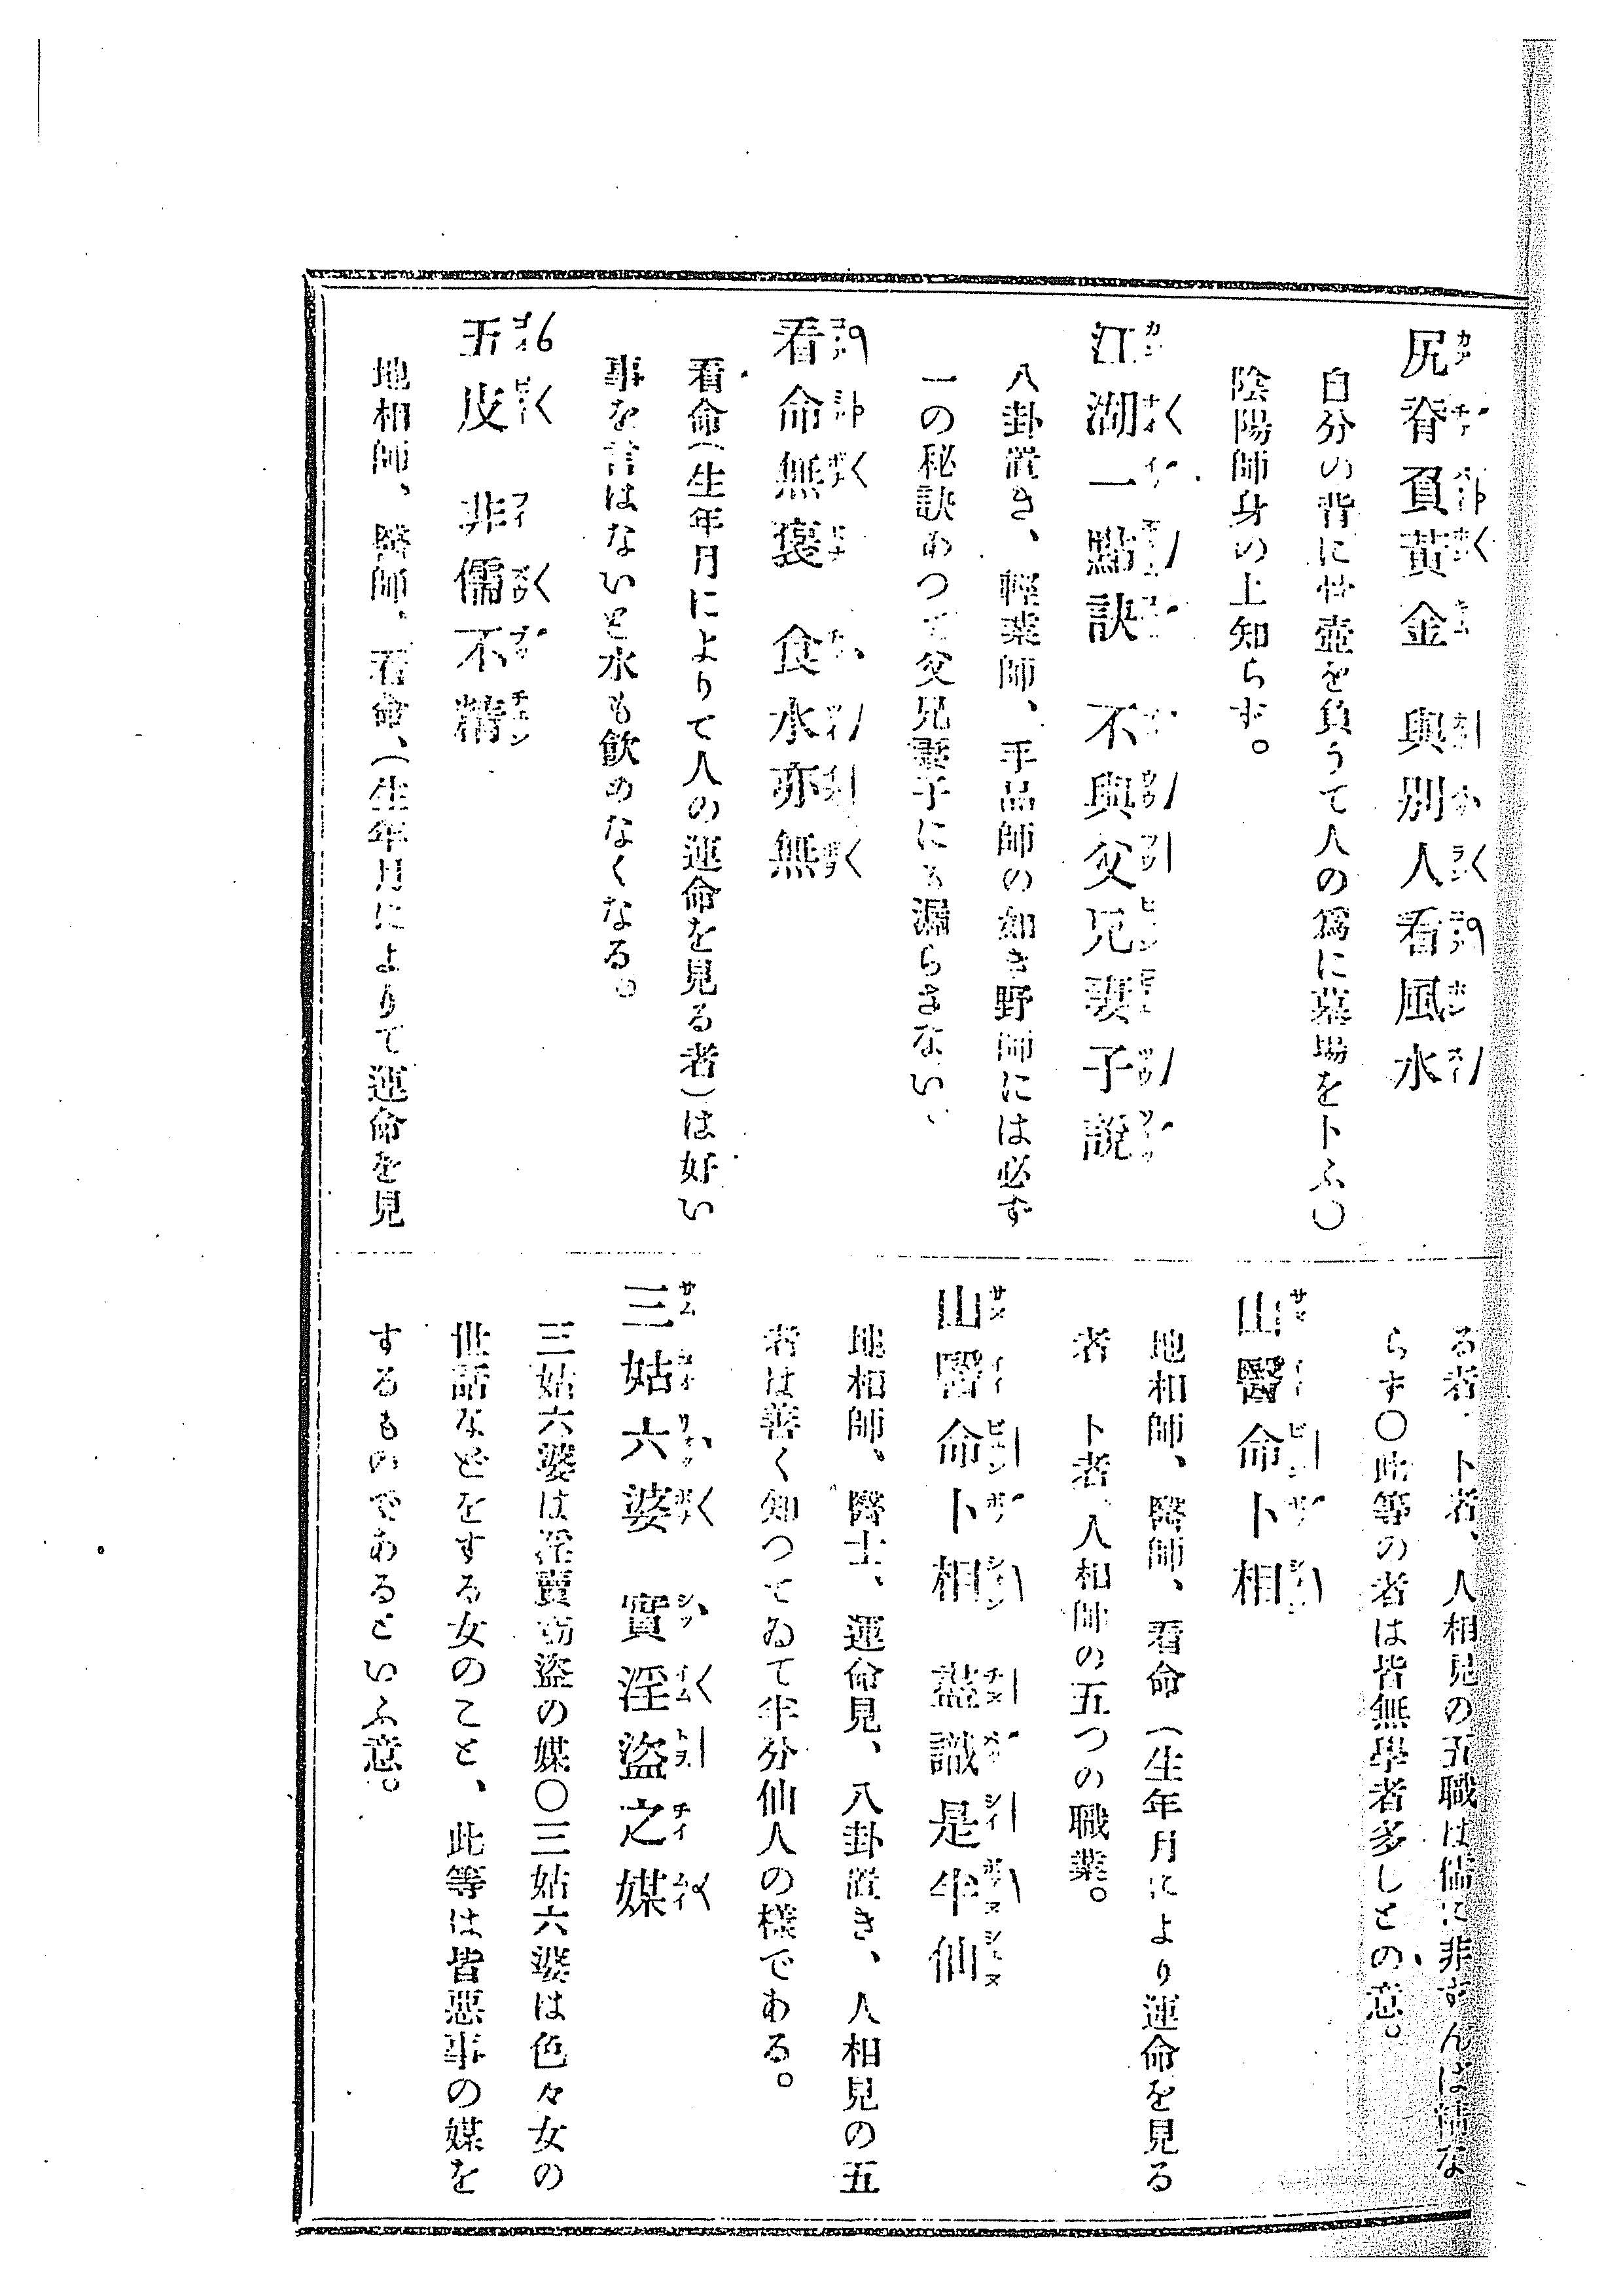 尻脊負黃金　與別人看風水
自分の背に骨壺を負うて人の爲に墓場を卜ふ〇
陰陽師身の上知らず。
江湖一點訣　不與父兄妻子說
八卦置き、輕業師、手品師の如き野師には必ず
一の秘訣あつて父兄妻子にも漏らさない、
看命無褒　食水亦無
看命(生年月によりて人の運命を見る者)は好い
事を言はないと水も飮めなくなる。
五皮　非儒不精
地相師、醫師、看命、(生年月によりて運命を見
る者、卜者、人相見の五職は儒に非ずんば精な
らず〇此等の者は皆無學者多しとの意。
山醫命卜相
地相師、醫師、看命(生年月により運命を見る
者　卜者、人相師の五つの職業。
山醫命卜相　盡識是半仙
地相師、醫士、運命見、八卦置き、人相見の五
者は善く知つてゐて半分仙人の樣である。
三姑六婆　實淫盜之媒
三姑六婆は淫賣窃盜の媒〇三姑六婆は色々女の
世話などをする女のこと、此等は皆惡事の媒を
するものであるといふ意。